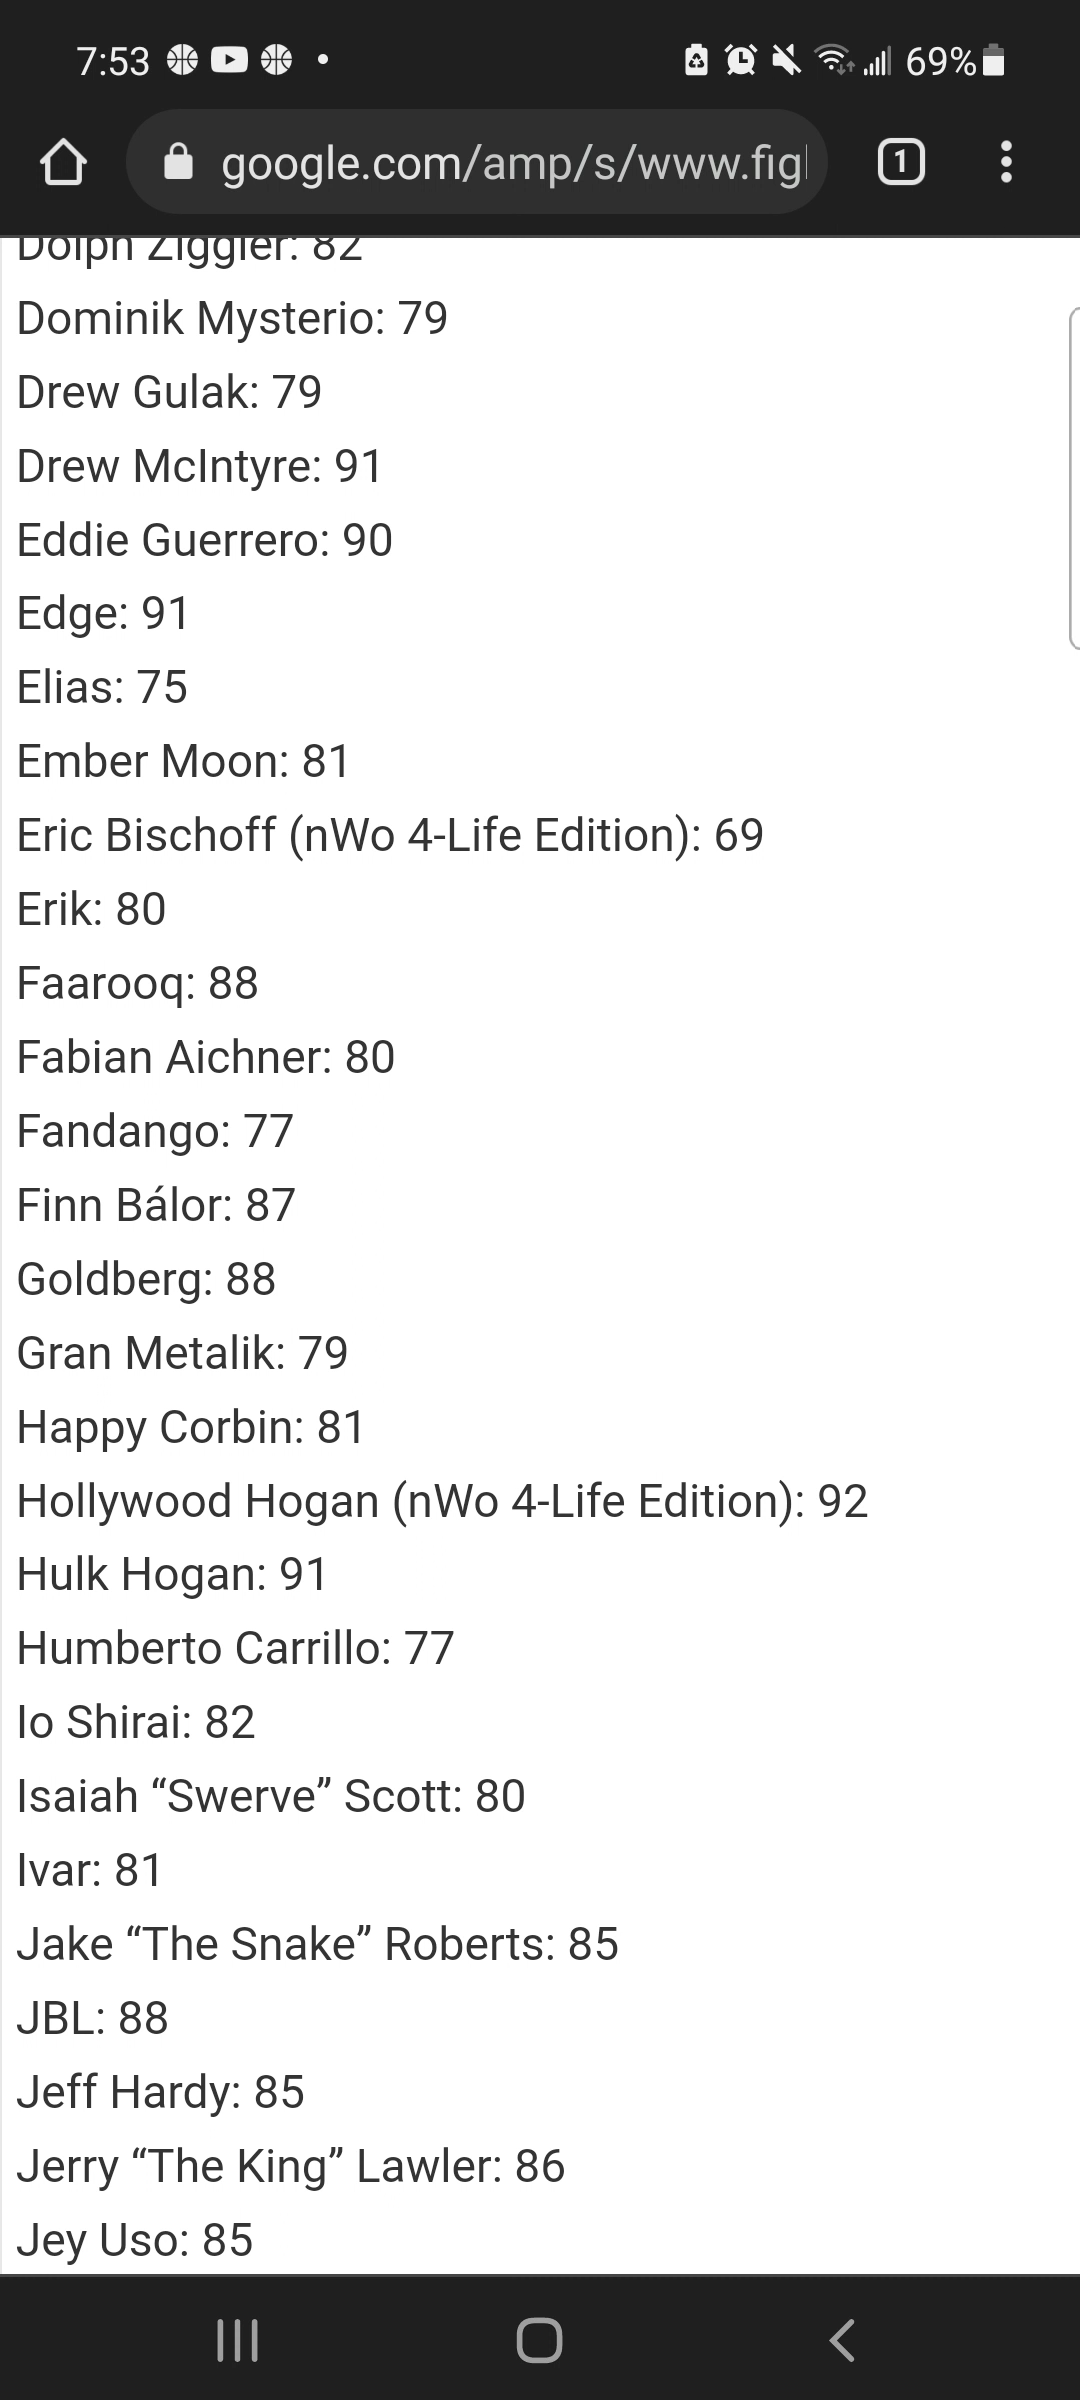 7:53
69%
google.com/amp/s/www.fig
1
Dolph Ziggler: 82
Dominik Mysterio: 79
Drew Gulak: 79
Drew McIntyre: 91
Eddie Guerrero: 90
Edge: 91
Elias: 75
Ember Moon: 81
Eric Bischoff (nWo 4-Life Edition): 69
Erik: 80
Faarooq: 88
Fabian Aichner: 80
Fandango: 77
Finn Bálor: 87
Goldberg: 88
Gran Metalik: 79
Happy Corbin: 81
Hollywood Hogan (nWo 4-Life Edition): 92
Hulk Hogan: 91
Humberto Carrillo: 77
Io Shirai: 82
Isaiah “Swerve” Scott: 80
Ivar: 81
Jake “The Snake” Roberts: 85
JBL: 88
Jeff Hardy: 85
Jerry “The King” Lawler: 86
Jey Uso: 85